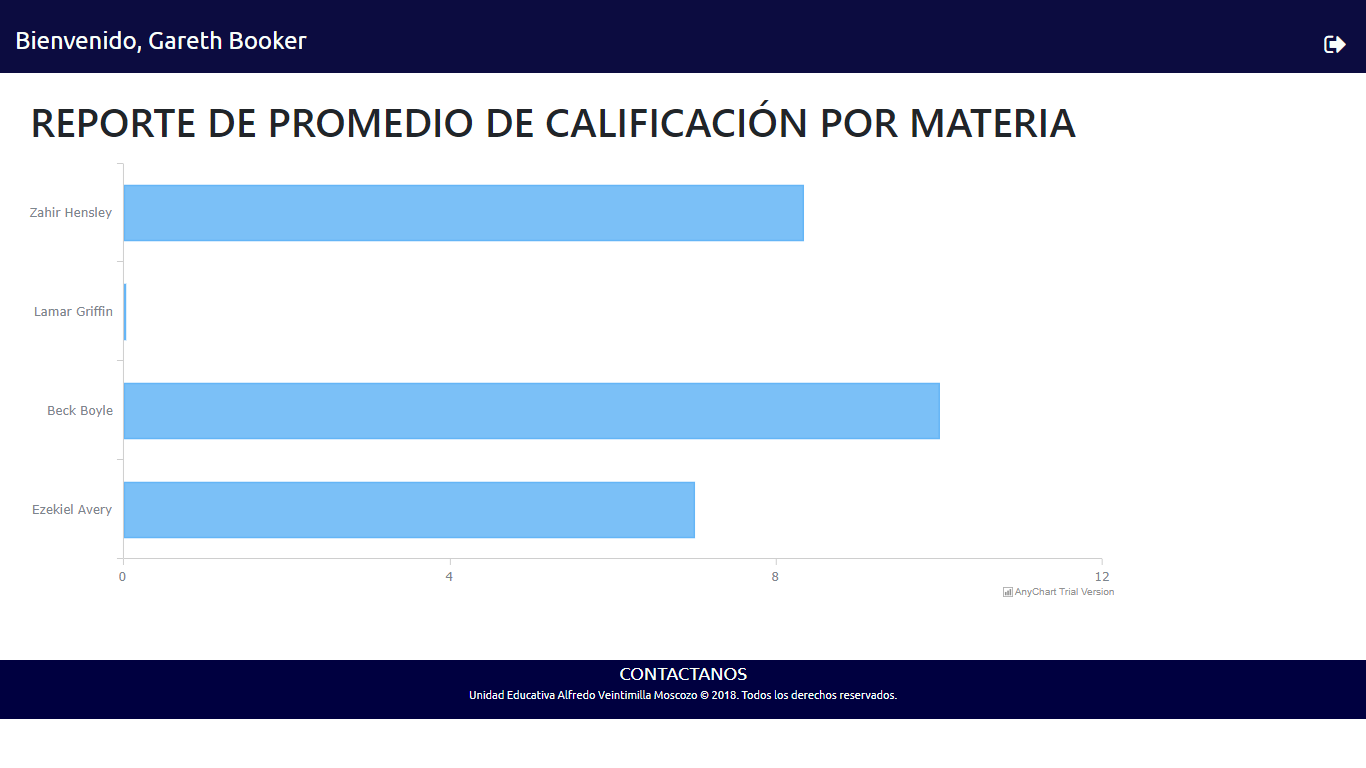 Bienvenido, Gareth Booker
REPORTE DE PROMEDIO DE CALIFICACIÓN POR MATERIA
Zahir Hensley
Lamar Griffin
Beck Boyle
Ezekiel Avery
0 4 8 12
AnyChart Trial Version
CONTACTANOS
Unidad Educativa Alfredo Veintimilla Moscozo © 2018. Todos los derechos reservados.